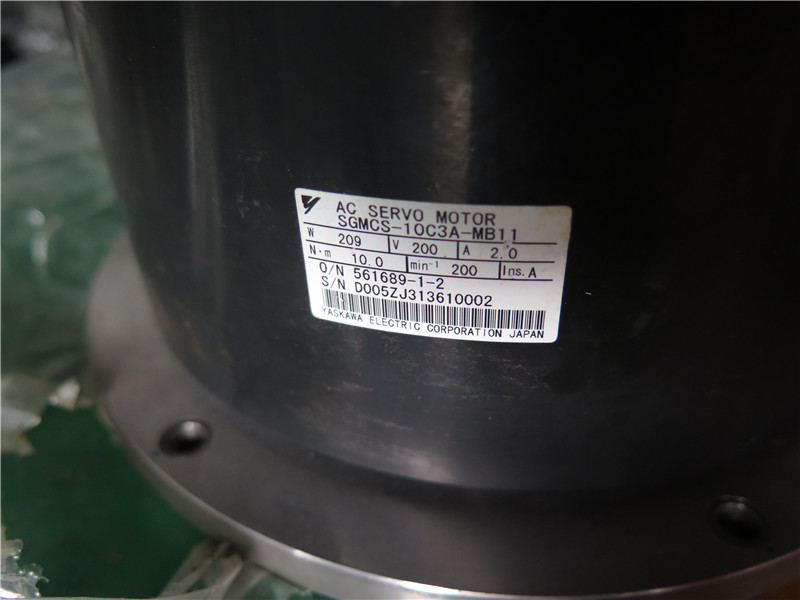 AC SERVO MOTOR
SGMCS-10C3A-MB11
W 209 V 200 A 2.0
N·m 10.0 min⁻¹ 200 Ins. A
O/N 561689-1-2
S/N D005ZJ313610002
YASKAWA ELECTRIC CORPORATION JAPAN